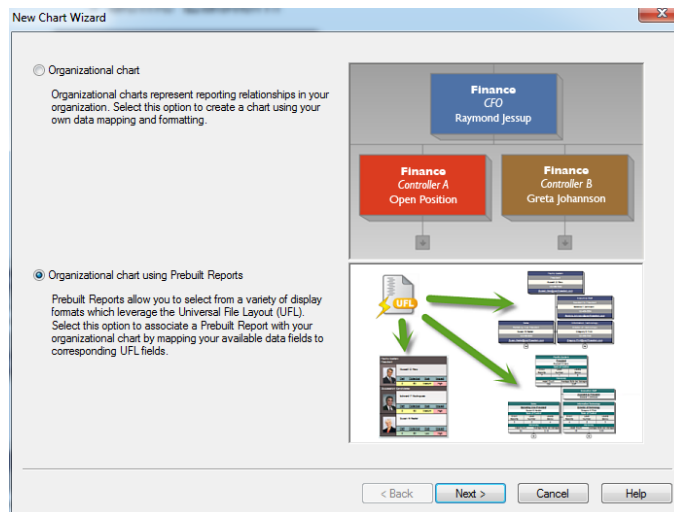 New Chart Wizard
Organizational chart
Organizational charts represent reporting relationships in your
organization. Select this option to create a chart using your
own data mapping and formatting.
Finance
CFO
Raymond Jessup
Finance
Controller A
Open Position
Finance
Controller B
Greta Johannson
Organizational chart using Prebuilt Reports
Prebuilt Reports allow you to select from a variety of display
formats which leverage the Universal File Layout (UFL).
Select this option to associate a Prebuilt Report with your
organizational chart by mapping your available data fields to
corresponding UFL fields.
UFL
< Back
Next >
Cancel
Help